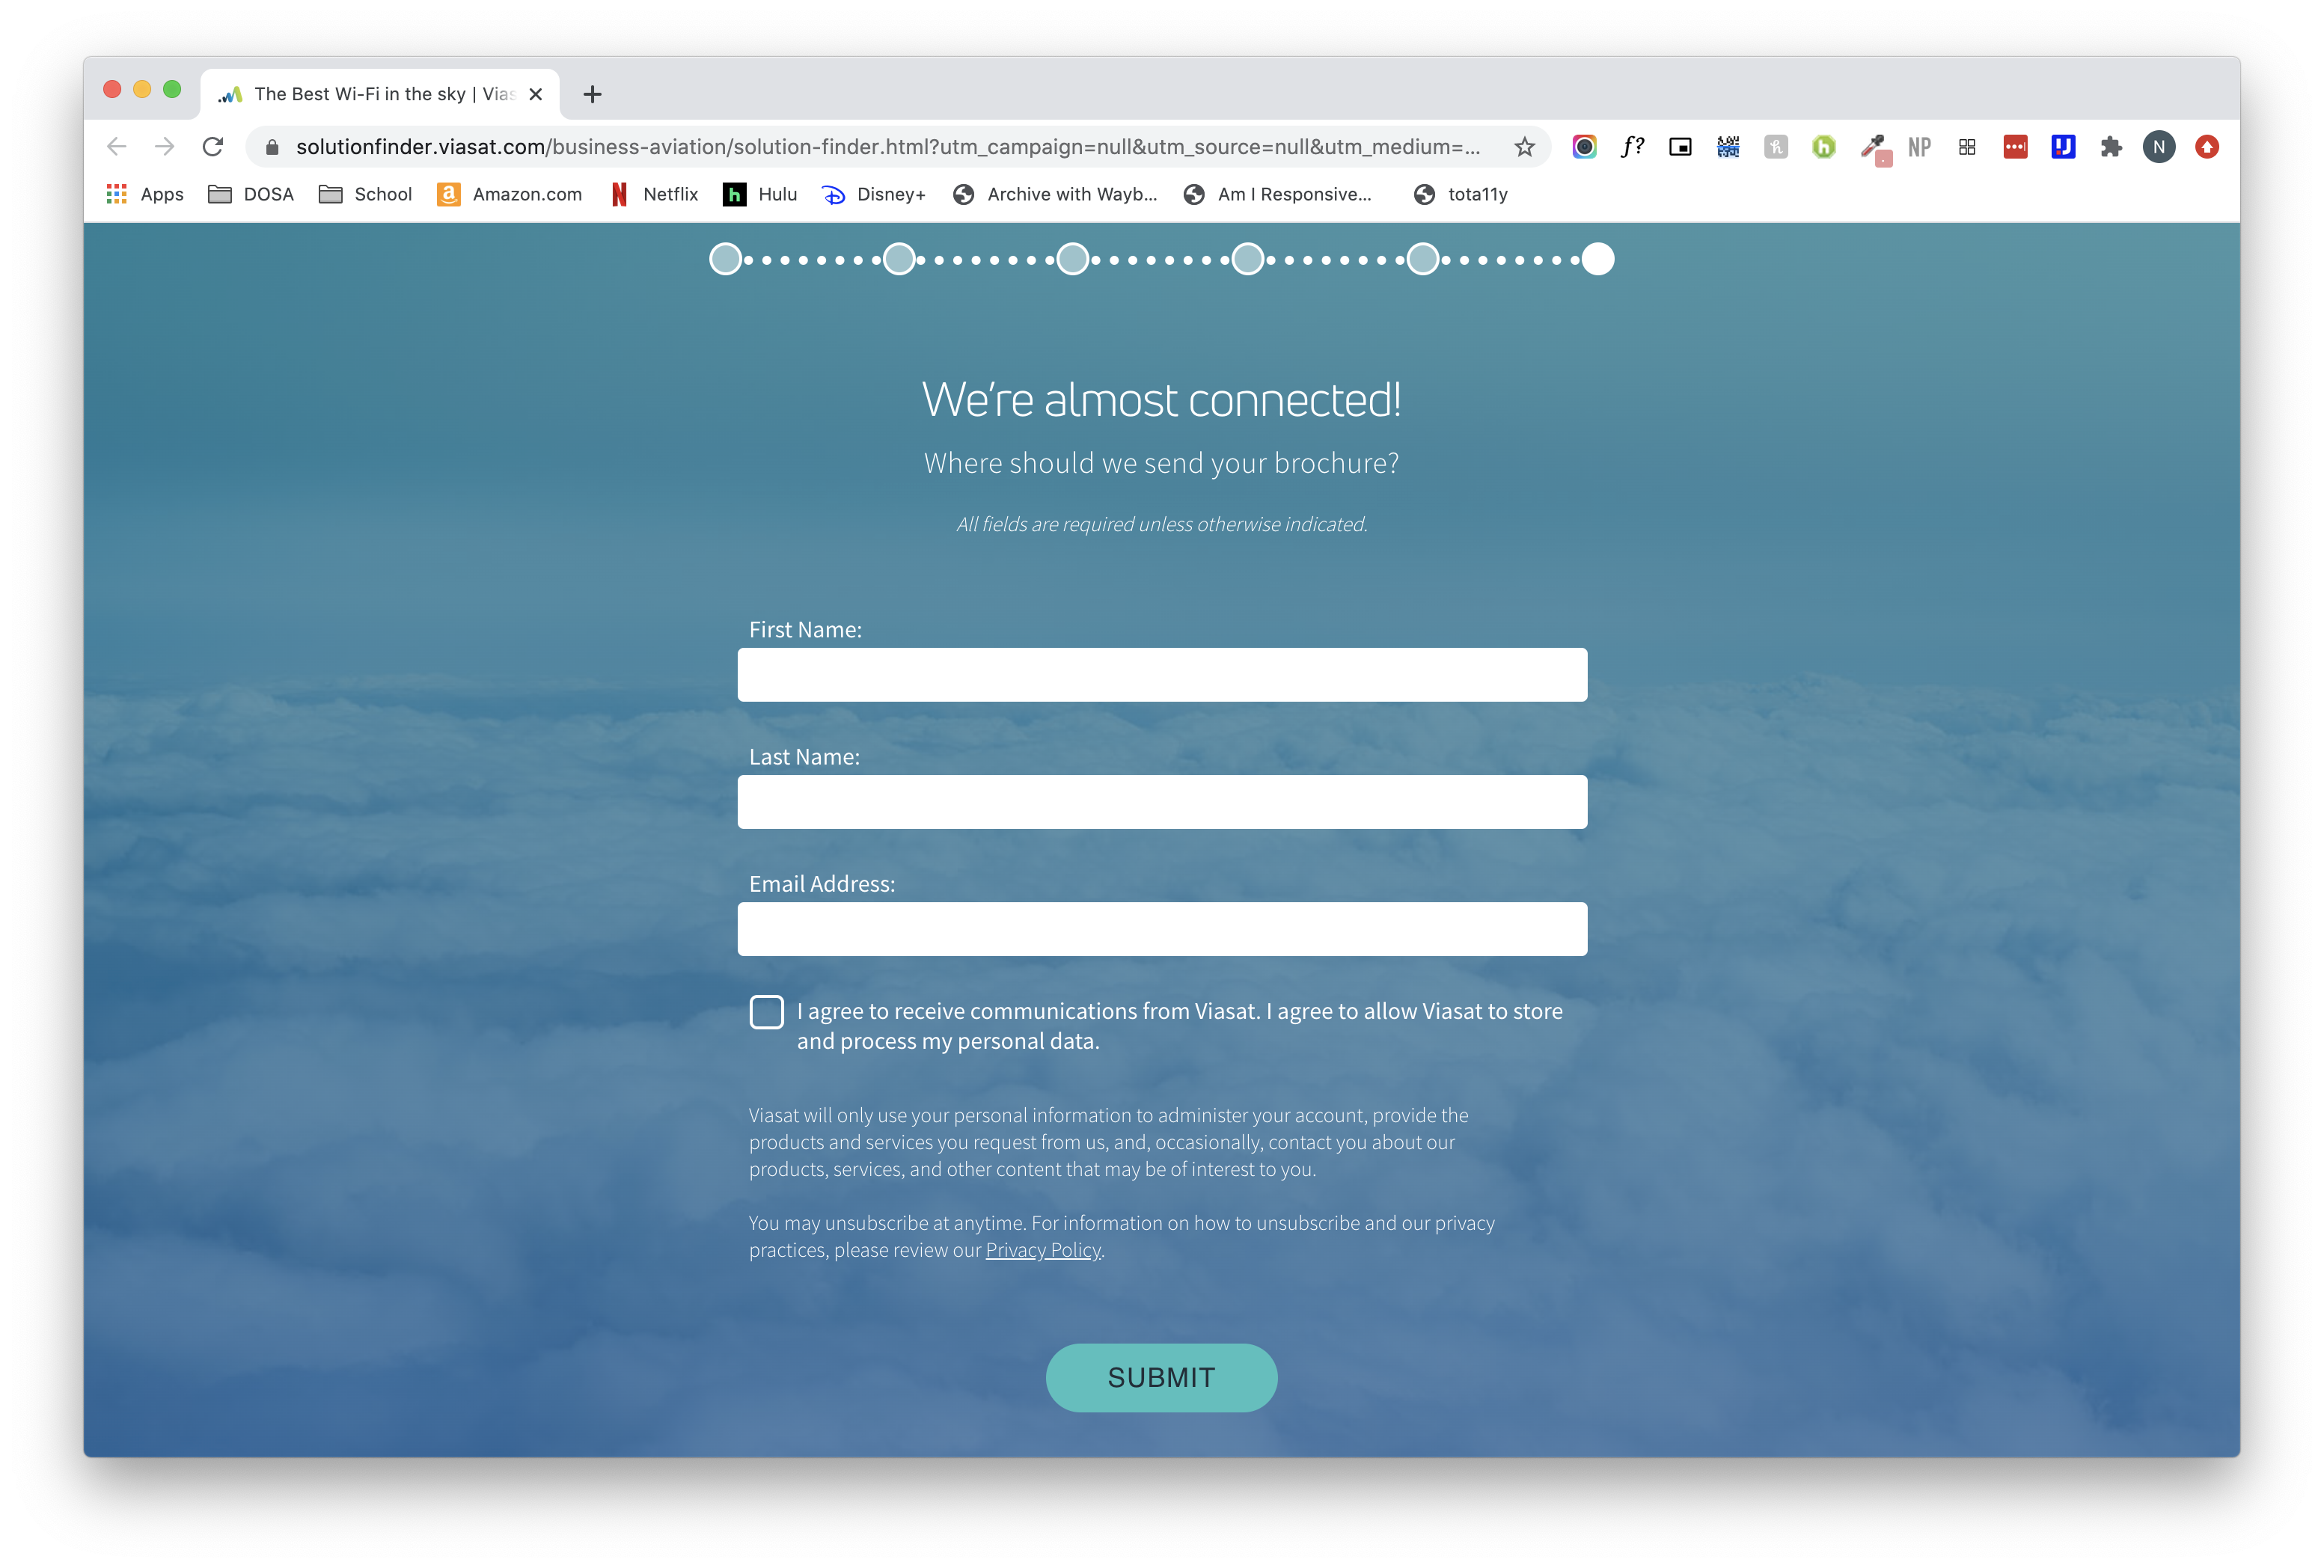 The Best Wi-Fi in the sky | Vias
solutionfinder.viasat.com/business-aviation/solution-finder.html?utm_campaign=null&utm_source=null&utm_medium=...
f? NP N
Apps DOSA School Amazon.com Netflix Hulu Disney+ Archive with Wayb... Am I Responsive... tota11y
We're almost connected!
Where should we send your brochure?
All fields are required unless otherwise indicated.
First Name:
Last Name:
Email Address:
I agree to receive communications from Viasat. I agree to allow Viasat to store
and process my personal data.
Viasat will only use your personal information to administer your account, provide the
products and services you request from us, and, occasionally, contact you about our
products, services, and other content that may be of interest to you.
You may unsubscribe at anytime. For information on how to unsubscribe and our privacy
practices, please review our Privacy Policy.
SUBMIT